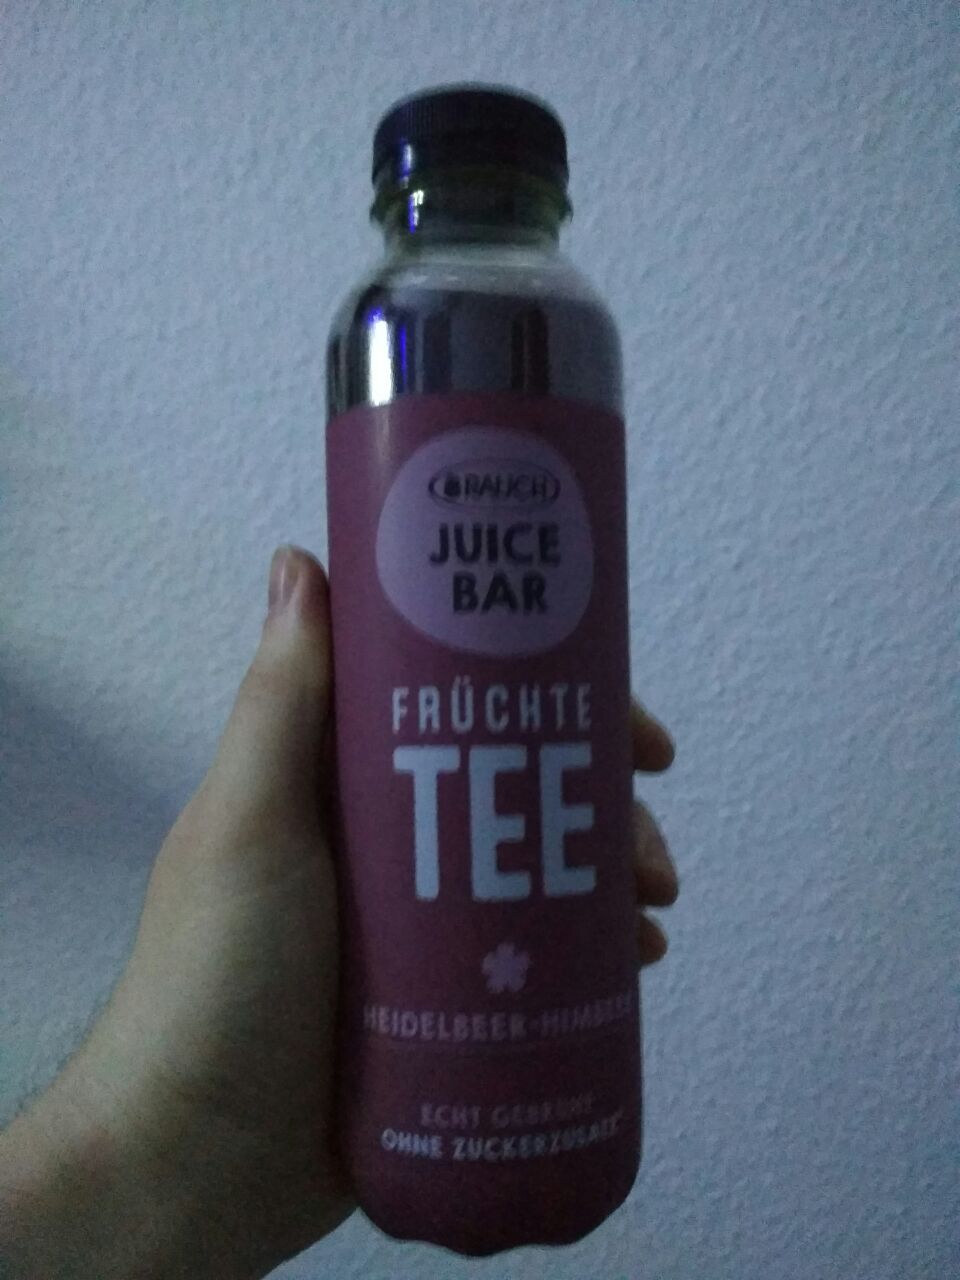 RAUCH
JUICE
BAR
FRÜCHTE
TEE
HEIDELBEER-HIMBEER
ECHT GEBRÜHT
OHNE ZUCKERZUSATZ*